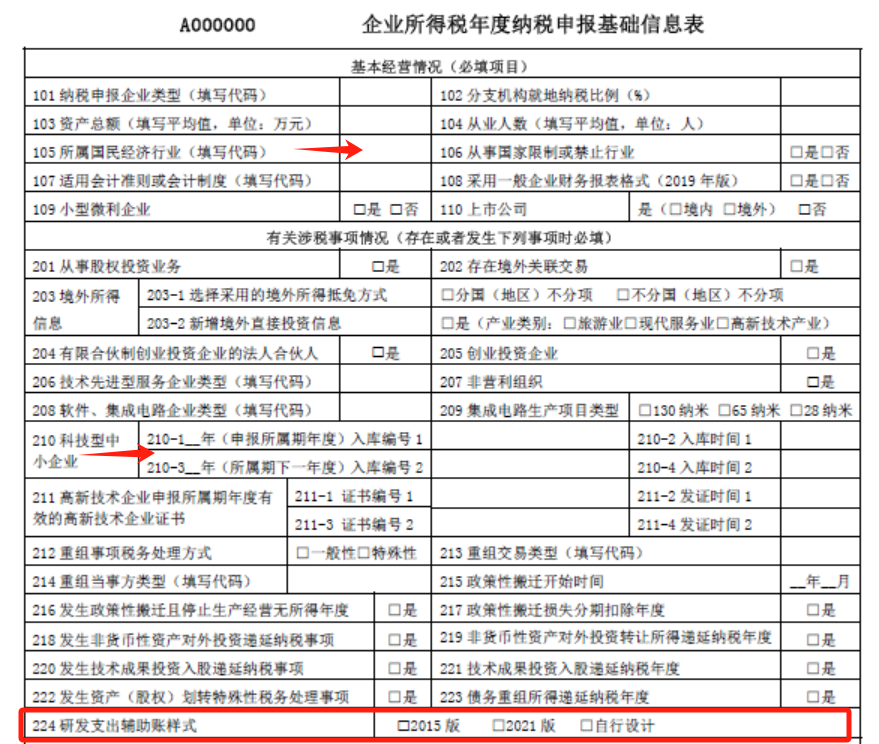 A000000 企业所得税年度纳税申报基础信息表
基本经营情况（必填项目）
101 纳税申报企业类型（填写代码） 102 分支机构就地纳税比例（%）
103 资产总额（填写平均值，单位：万元） 104 从业人数（填写平均值，单位：人）
105 所属国民经济行业（填写代码） 106 从事国家限制或禁止行业 □是□否
107 适用会计准则或会计制度（填写代码） 108 采用一般企业财务报表格式（2019 年版） □是□否
109 小型微利企业 □是 □否 110 上市公司 是（□境内 □境外） □否
有关涉税事项情况（存在或者发生下列事项时必填）
201 从事股权投资业务 □是 202 存在境外关联交易 □是
203 境外所得信息 203-1 选择采用的境外所得抵免方式 □分国（地区）不分项 □不分国（地区）不分项
203-2 新增境外直接投资信息 □是（产业类别：□旅游业□现代服务业□高新技术产业）
204 有限合伙制创业投资企业的法人合伙人 □是 205 创业投资企业 □是
206 技术先进型服务企业类型（填写代码） 207 非营利组织 □是
208 软件、集成电路企业类型（填写代码） 209 集成电路生产项目类型 □130 纳米 □65 纳米 □28 纳米
210 科技型中小企业 210-1__年（申报所属期年度）入库编号 1 210-2 入库时间 1
210-3__年（所属期下一年度）入库编号 2 210-4 入库时间 2
211 高新技术企业申报所属期年度有效的高新技术企业证书 211-1 证书编号 1 211-2 发证时间 1
211-3 证书编号 2 211-4 发证时间 2
212 重组事项税务处理方式 □一般性□特殊性 213 重组交易类型（填写代码）
214 重组当事方类型（填写代码） 215 政策性搬迁开始时间 __年__月
216 发生政策性搬迁且停止生产经营无所得年度 □是 217 政策性搬迁损失分期扣除年度 □是
218 发生非货币性资产对外投资递延纳税事项 □是 219 非货币性资产对外投资转让所得递延纳税年度 □是
220 发生技术成果投资入股递延纳税事项 □是 221 技术成果投资入股递延纳税年度 □是
222 发生资产（股权）划转特殊性税务处理事项 □是 223 债务重组所得递延纳税年度 □是
224 研发支出辅助账样式 □2015 版 □2021 版 □自行设计